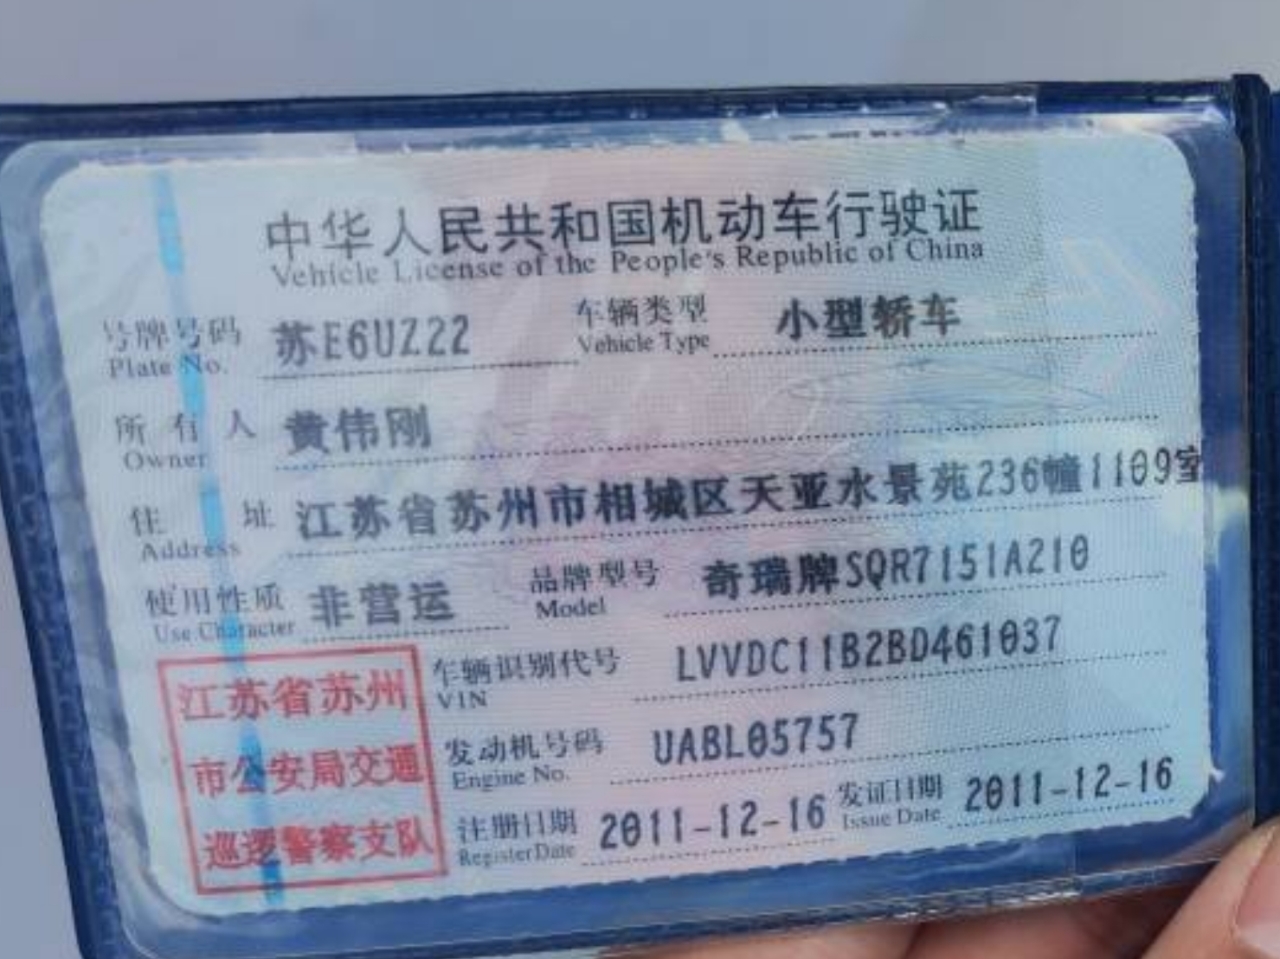 中华人民共和国机动车行驶证
Vehicle License of the People's Republic of China
号牌号码 苏E6UZ22 车辆类型 小型轿车
Plate No. Vehicle Type
所有人 黄伟刚
Owner
住址 江苏省苏州市相城区天亚水景苑236幢1109室
Address
使用性质 非营运 品牌型号 奇瑞牌SQR7151A210
Use Character Model
车辆识别代号 LVVDC11B2BD461037
VIN
发动机号码 UABL05757
Engine No.
注册日期 2011-12-16 发证日期 2011-12-16
Register Date Issue Date
江苏省苏州
市公安局交通
巡逻警察支队